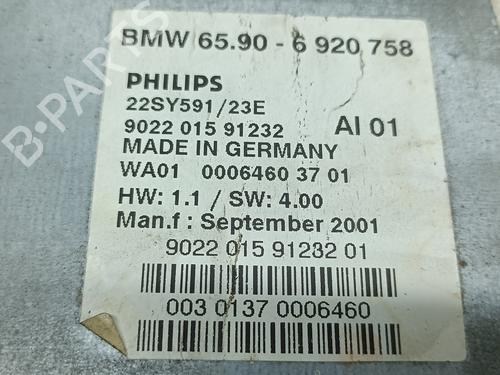 BMW 65.90 - 6 920 758
PHILIPS
22SY591/23E
9022 015 91232 AI 01
MADE IN GERMANY
WA01 0006460 37 01
HW: 1.1 / SW: 4.00
Man.f : September 2001
9022 015 91232 01
003 0137 0006460
B-PARTS